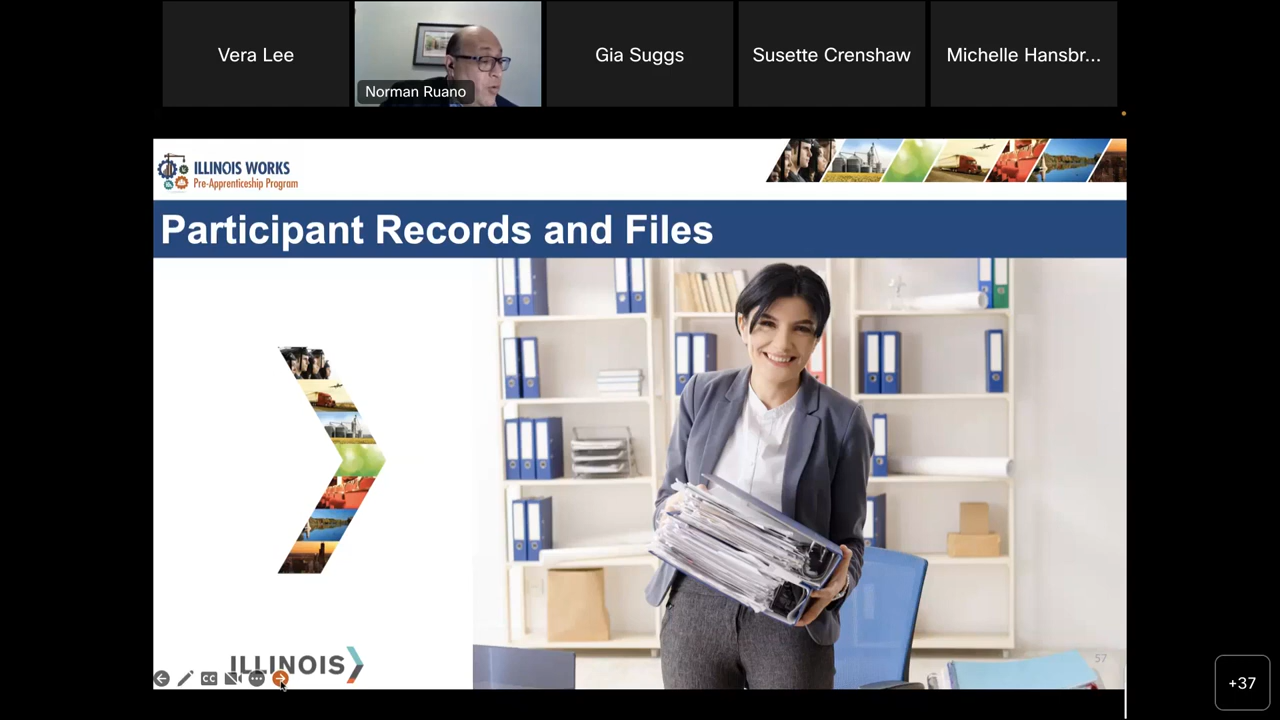 Vera Lee
Norman Ruano
Gia Suggs
Susette Crenshaw
Michelle Hansbr...
ILLINOIS WORKS
Pre-Apprenticeship Program
Participant Records and Files
ILLINOIS
CC
57
+37